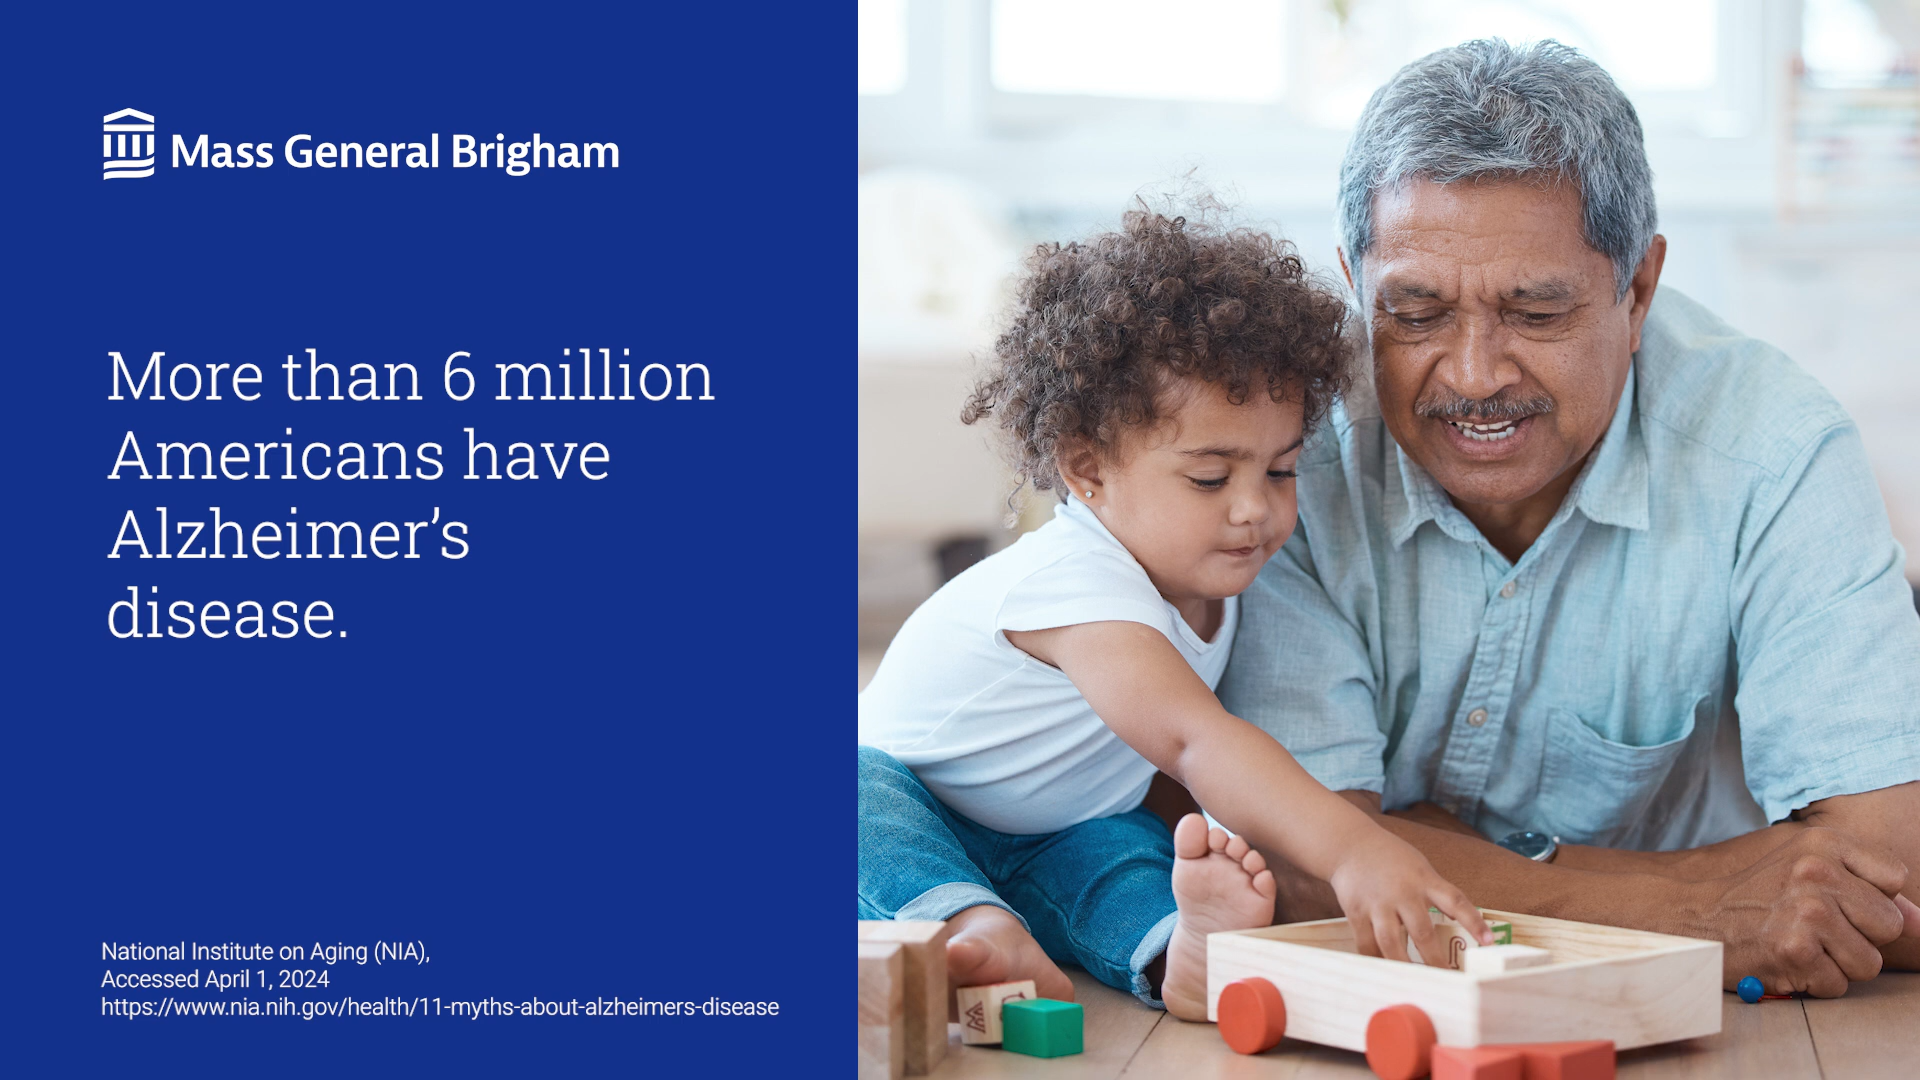 Mass General Brigham
More than 6 million
Americans have
Alzheimer’s
disease.
National Institute on Aging (NIA),
Accessed April 1, 2024
https://www.nia.nih.gov/health/11-myths-about-alzheimers-disease